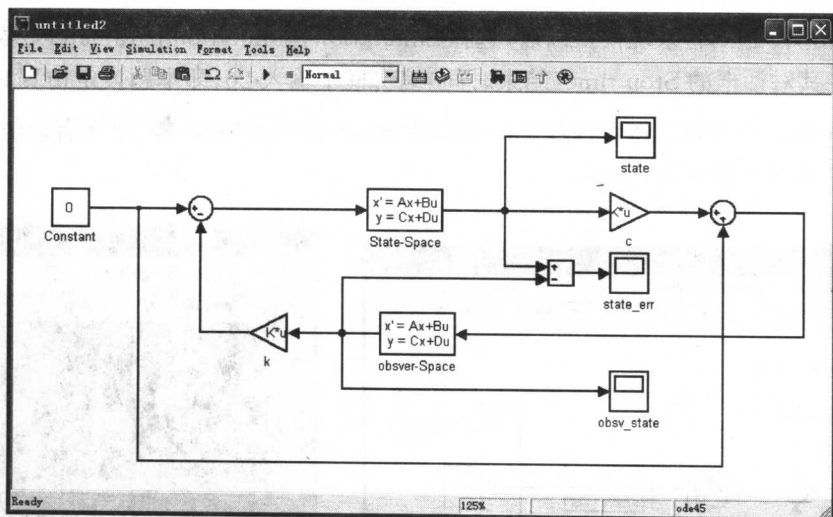 untitled2
File Edit View Simulation Format Tools Help
Normal
state
0
Constant
x' = Ax+Bu
y = Cx+Du
State-Space
K*u
c
state_err
K*u
k
x' = Ax+Bu
y = Cx+Du
obsver-Space
obsv_state
Ready
125%
ode45